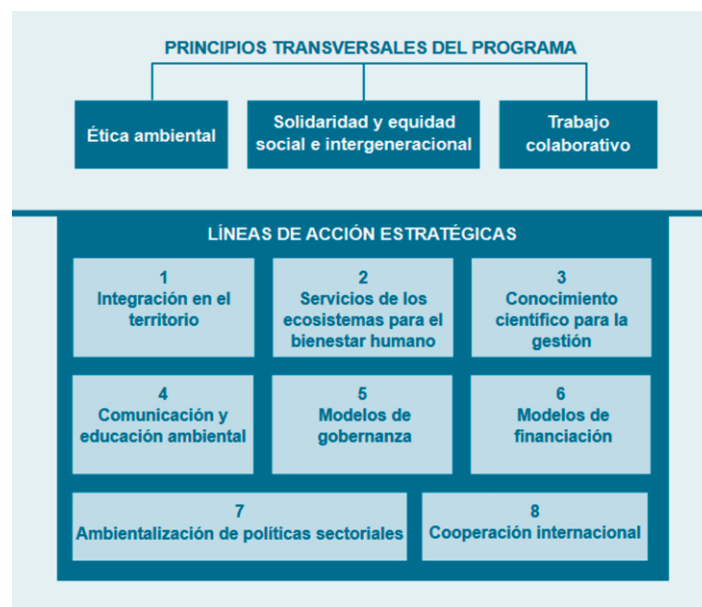 PRINCIPIOS TRANSVERSALES DEL PROGRAMA
Ética ambiental
Solidaridad y equidad
social e intergeneracional
Trabajo
colaborativo
LÍNEAS DE ACCIÓN ESTRATÉGICAS
1
Integración en el
territorio
2
Servicios de los
ecosistemas para el
bienestar humano
3
Conocimiento
científico para la
gestión
4
Comunicación y
educación ambiental
5
Modelos de
gobernanza
6
Modelos de
financiación
7
Ambientalización de políticas sectoriales
8
Cooperación internacional